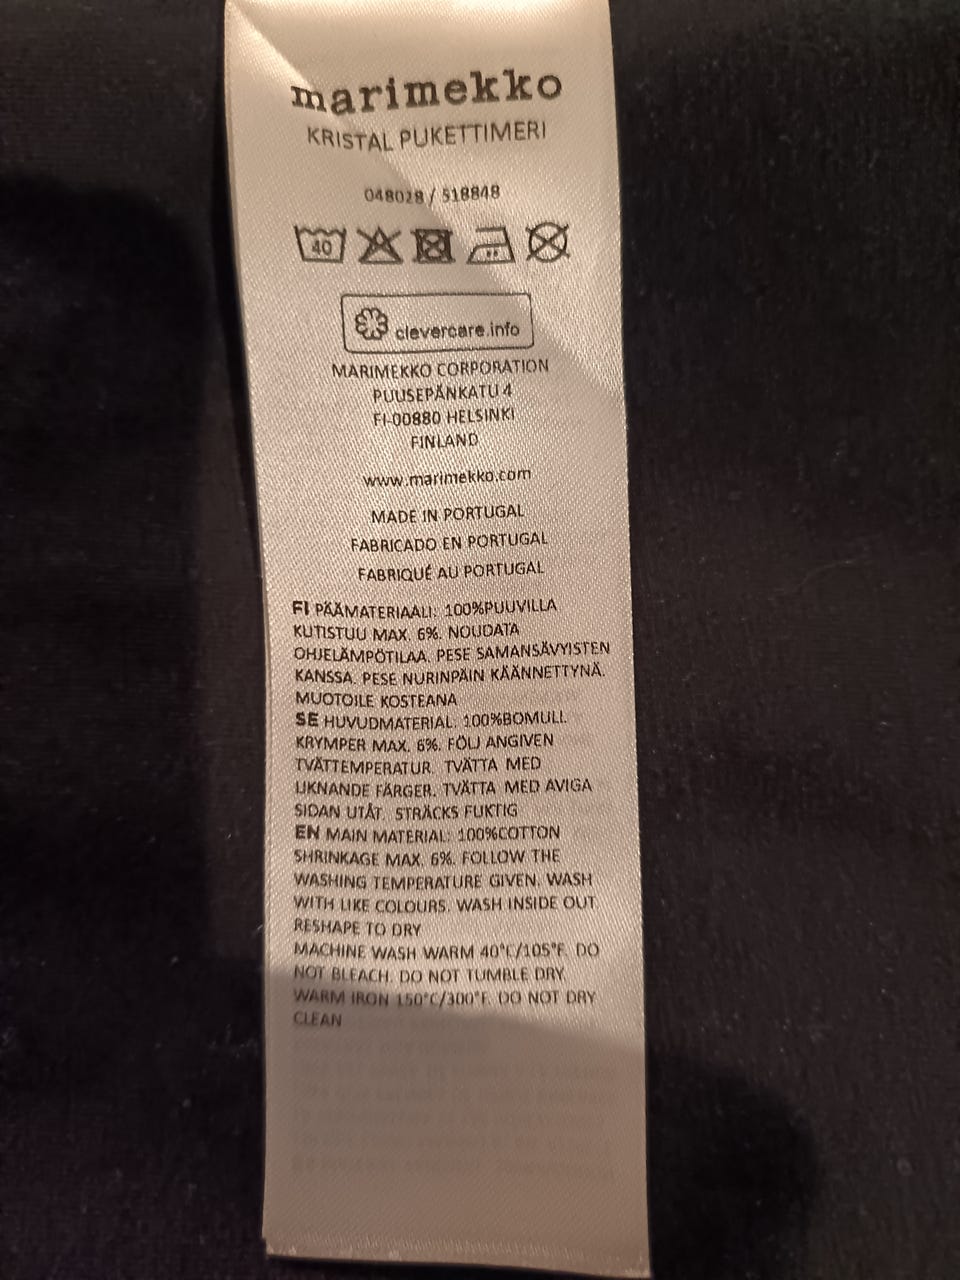 marimekko
KRISTAL PUKETTIMERI
048028 / 518848
40
clevercare.info
MARIMEKKO CORPORATION
PUUSEPÄNKATU 4
FI-00880 HELSINKI
FINLAND
www.marimekko.com
MADE IN PORTUGAL
FABRICADO EN PORTUGAL
FABRIQUÉ AU PORTUGAL
FI PÄÄMATERIAALI: 100%PUUVILLA
KUTISTUU MAX. 6%. NOUDATA
OHJELÄMPÖTILAA. PESE SAMANSÄVYISTEN
KANSSA. PESE NURINPÄIN KÄÄNNETTYNÄ.
MUOTOILE KOSTEANA
SE HUVUDMATERIAL: 100%BOMULL
KRYMPER MAX. 6%. FÖLJ ANGIVEN
TVÄTTEMPERATUR. TVÄTTA MED
LIKNANDE FÄRGER. TVÄTTA MED AVIGA
SIDAN UTÅT. STRÄCKS FUKTIG
EN MAIN MATERIAL: 100%COTTON
SHRINKAGE MAX. 6%. FOLLOW THE
WASHING TEMPERATURE GIVEN. WASH
WITH LIKE COLOURS. WASH INSIDE OUT
RESHAPE TO DRY
MACHINE WASH WARM 40°C/105°F. DO
NOT BLEACH. DO NOT TUMBLE DRY.
WARM IRON 150°C/300°F. DO NOT DRY
CLEAN